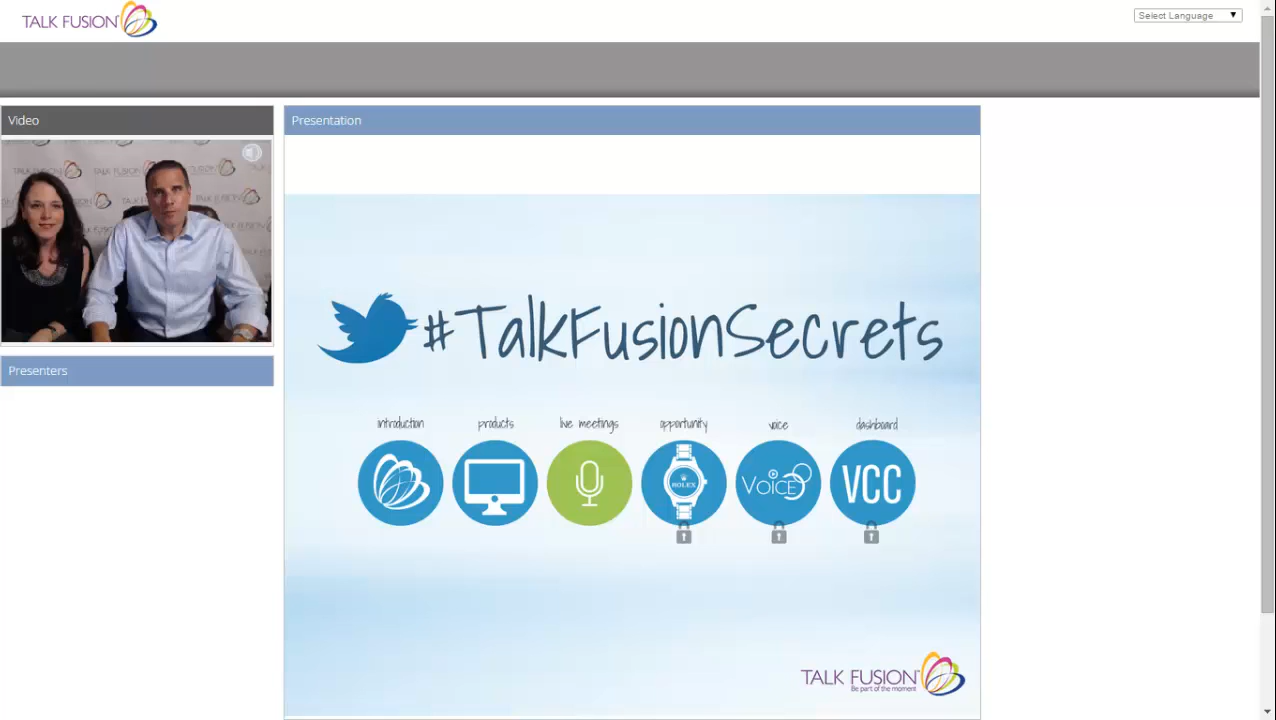 TALK FUSION
Select Language
Video
Presentation
Presenters
#TalkFusionSecrets
introduction
products
live meetings
opportunity
voice
dashboard
ROLEX
VOICE
VCC
TALK FUSION
Be part of the moment